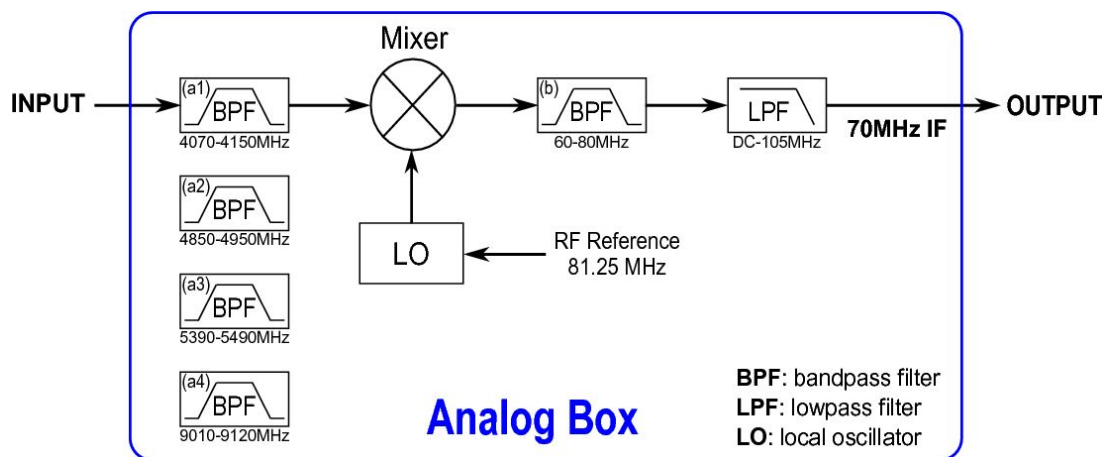 Mixer
INPUT
(a1)
BPF
4070-4150MHz
(b)
BPF
60-80MHz
LPF
DC-105MHz
70MHz IF
OUTPUT
(a2)
BPF
4850-4950MHz
LO
RF Reference
81.25 MHz
(a3)
BPF
5390-5490MHz
(a4)
BPF
9010-9120MHz
Analog Box
BPF: bandpass filter
LPF: lowpass filter
LO: local oscillator